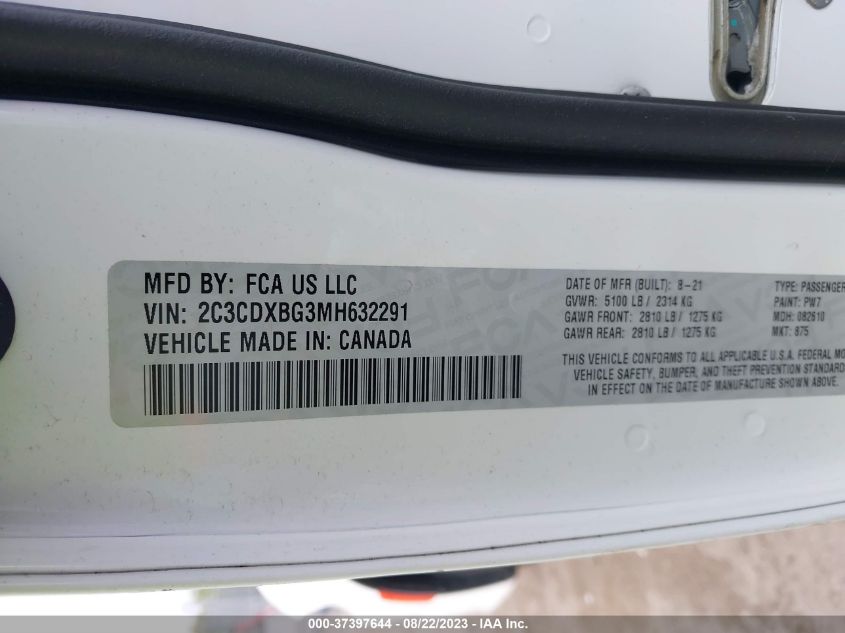 MFD BY: FCA US LLC
VIN: 2C3CDXBG3MH632291
VEHICLE MADE IN: CANADA
DATE OF MFR (BUILT): 8-21
GVWR: 5100 LB / 2314 KG
GAWR FRONT: 2810 LB / 1275 KG
GAWR REAR: 2810 LB / 1275 KG
TYPE: PASSENGER
PAINT: PW7
MDH: 082610
MKT: 875
THIS VEHICLE CONFORMS TO ALL APPLICABLE U.S.A. FEDERAL MO
VEHICLE SAFETY, BUMPER, AND THEFT PREVENTION STANDARD
IN EFFECT ON THE DATE OF MANUFACTURE SHOWN ABOVE.
000-37397644 - 08/22/2023 - IAA Inc.